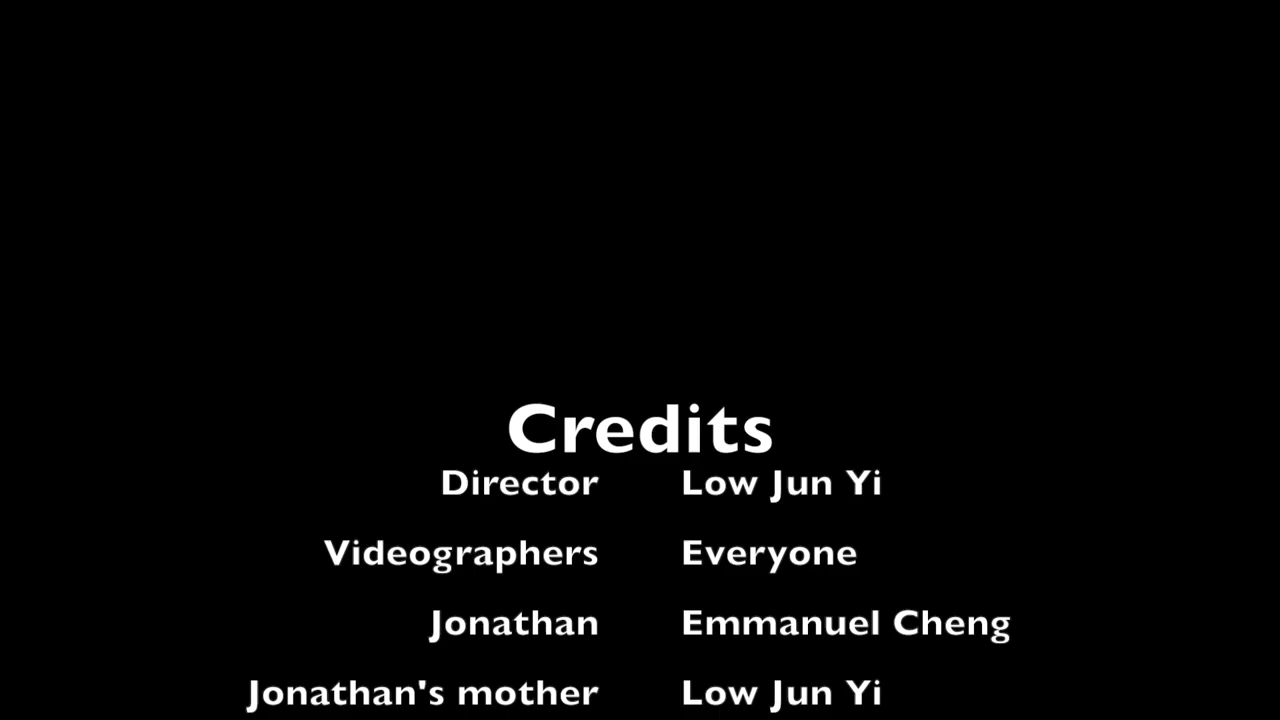 Credits
Director Low Jun Yi
Videographers Everyone
Jonathan Emmanuel Cheng
Jonathan's mother Low Jun Yi